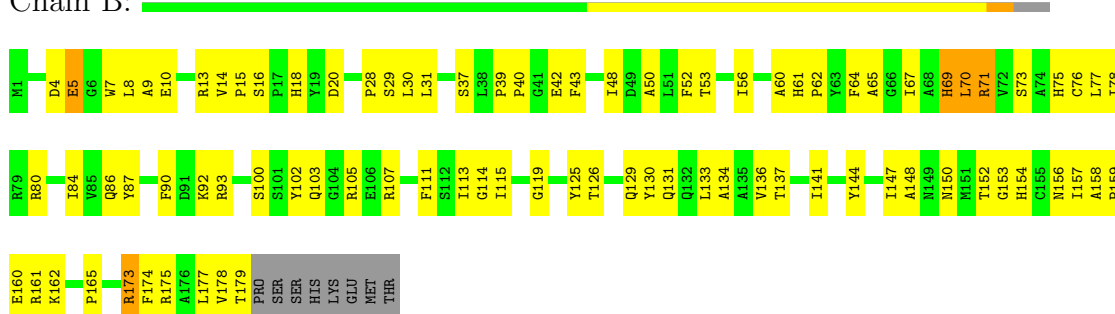 Chain B:
M1 D4 E5 G6 W7 L8 A9 E10 R13 V14 P15 S16 P17 H18 Y19 D20 P28 S29 L30 L31 S37 L38 P39 P40 G41 E42 F43 I48 D49 A50 L51 F52 T53 I56 A60 H61 P62 Y63 F64 A65 G66 I67 A68 H69 L70 R71 V72 S73 A74 H75 C76 L77 I78
R79 R80 I84 V85 Q86 Y87 F90 D91 K92 R93 S100 S101 Y102 Q103 G104 R105 E106 R107 F111 S112 I113 G114 I115 G119 Y125 T126 Q129 Y130 Q131 Q132 L133 A134 A135 V136 T137 I141 Y144 I147 A148 N149 N150 M151 T152 G153 H154 C155 N156 I157 A158
E160 R161 K162 P165 R173 F174 R175 A176 L177 V178 T179 PRO SER SER HIS LYS GLU MET THR